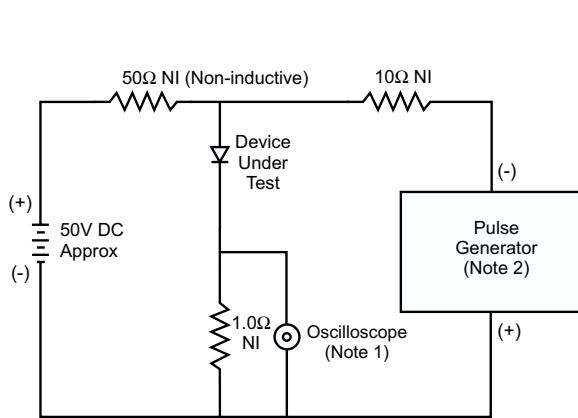 50Ω NI (Non-inductive)
10Ω NI
Device
Under
Test
(-)
(+)
50V DC
Approx
(-)
Pulse
Generator
(Note 2)
1.0Ω
NI
Oscilloscope
(Note 1)
(+)